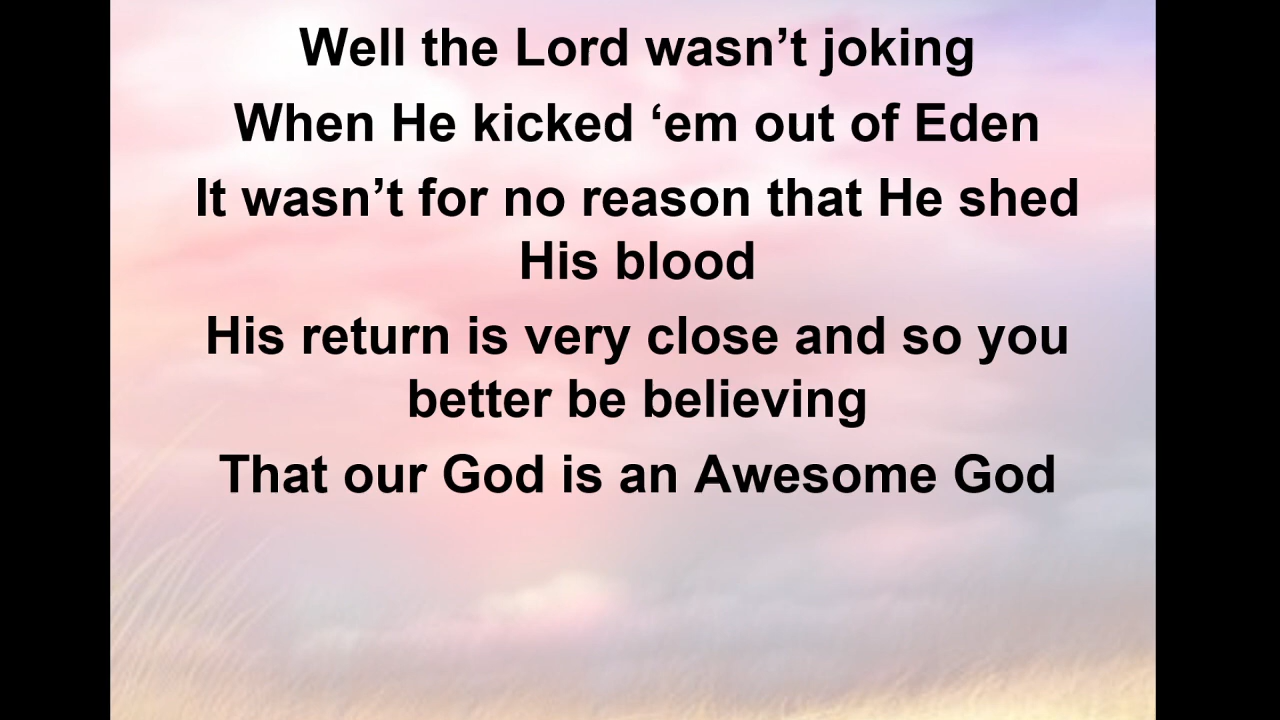 Well the Lord wasn’t joking
When He kicked ‘em out of Eden
It wasn’t for no reason that He shed
His blood
His return is very close and so you
better be believing
That our God is an Awesome God